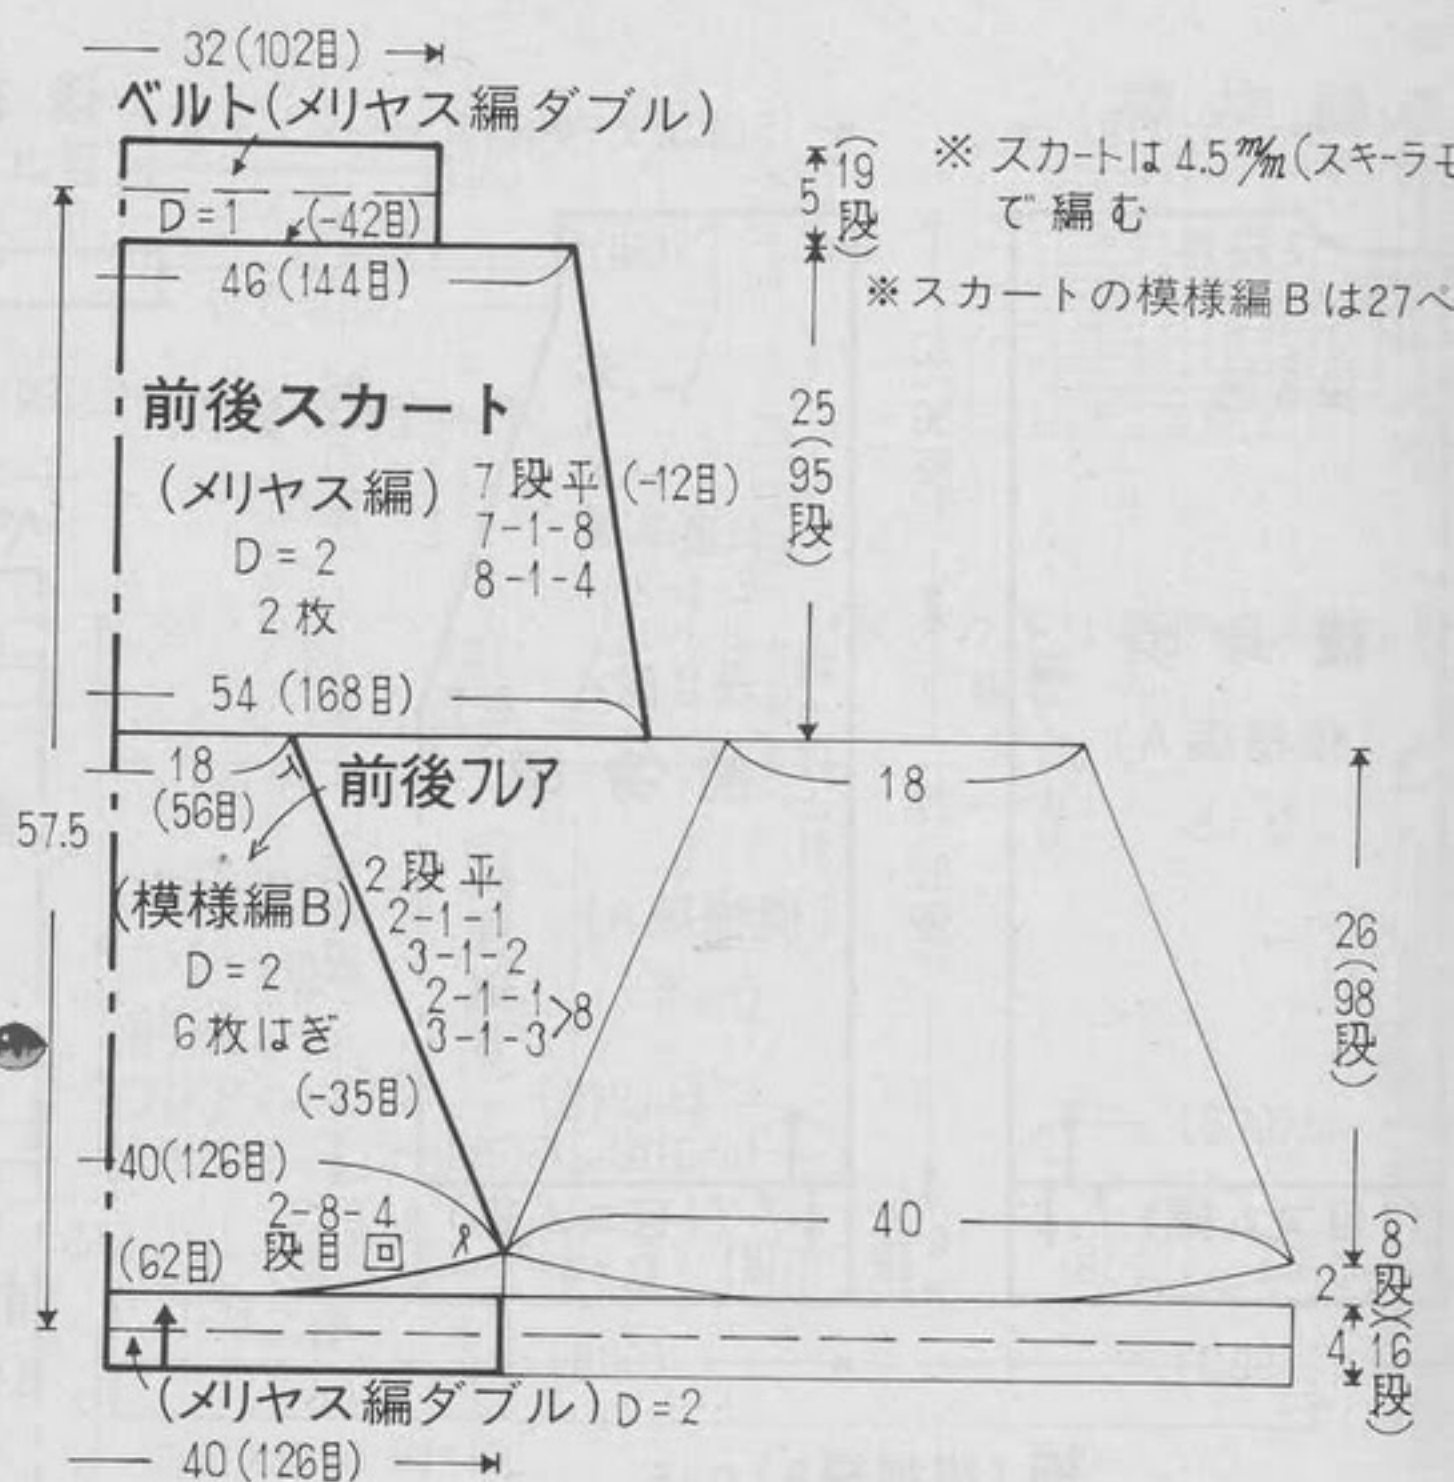 32(102目)
ベルト(メリヤス編ダブル)
D=1 (-42目)
46(144目)
5(19段)
※ スカートは 4.5㎜(スキーラモ
で編む
※スカートの模様編Bは27ペ
25(95段)
前後スカート
(メリヤス編)
D=2
2枚
7段平(-12目)
7-1-8
8-1-4
54(168目)
18
(56目)
前後フレア
18
57.5
(模様編B)
D=2
6枚はぎ
2段平
2-1-1
3-1-2
2-1-1
3-1-3>8
(-35目)
26(98段)
40(126目)
2-8-4
段目回
(62目)
40
2(8段)
4(16段)
(メリヤス編ダブル)D=2
40(126目)